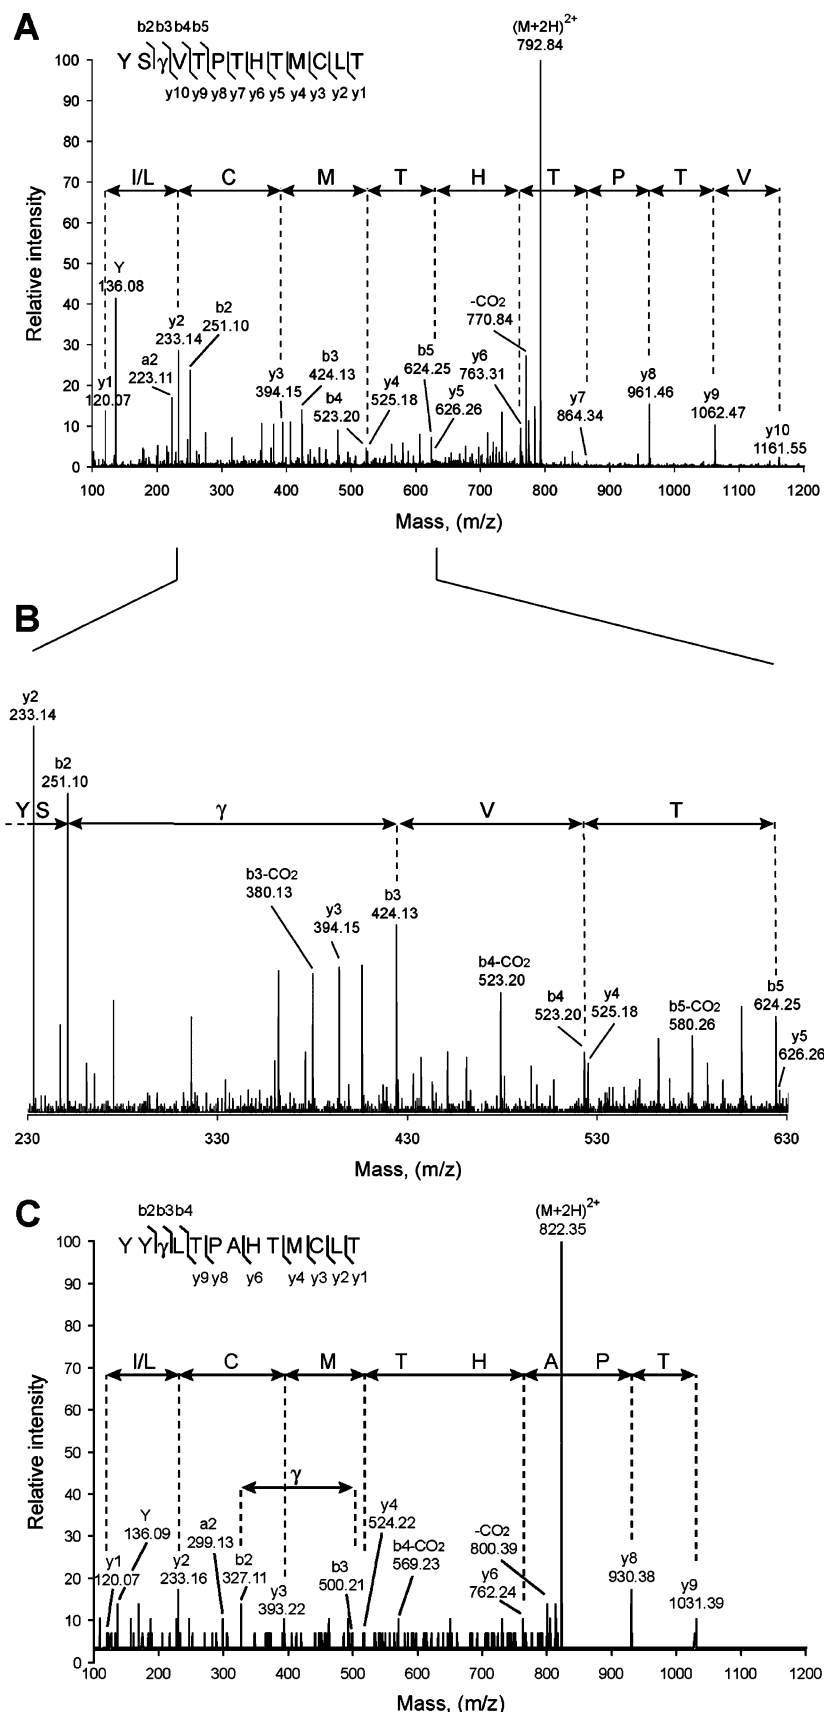 A
b2b3b4b5
YSγVTPTHTMCLT
y10 y9 y8 y7 y6 y5 y4 y3 y2 y1
(M+2H)2+
792.84
I/L C M T H T P T V
Y
136.08
y1
120.07
a2
223.11
y2
233.14
b2
251.10
y3
394.15
b3
424.13
b4
523.20
y4
525.18
b5
624.25
y5
626.26
y6
763.31
-CO2
770.84
y7
864.34
y8
961.46
y9
1062.47
y10
1161.55
Relative intensity
100
90
80
70
60
50
40
30
20
10
0
100 200 300 400 500 600 700 800 900 1000 1100 1200
Mass, (m/z)
B
y2
233.14
b2
251.10
Y S γ V T
b3-CO2
380.13
y3
394.15
b3
424.13
b4-CO2
523.20
b4
523.20
y4
525.18
b5-CO2
580.26
b5
624.25
y5
626.26
230 330 430 530 630
Mass, (m/z)
C
b2b3b4
YYγLTPAHTMCLT
y9 y8 y6 y4 y3 y2 y1
(M+2H)2+
822.35
I/L C M T H A P T
γ
y1
120.07
Y
136.09
y2
233.16
a2
299.13
b2
327.11
y3
393.22
b3
500.21
y4
524.22
b4-CO2
569.23
y6
762.24
-CO2
800.39
y8
930.38
y9
1031.39
Relative intensity
100
90
80
70
60
50
40
30
20
10
0
100 200 300 400 500 600 700 800 900 1000 1100 1200
Mass, (m/z)